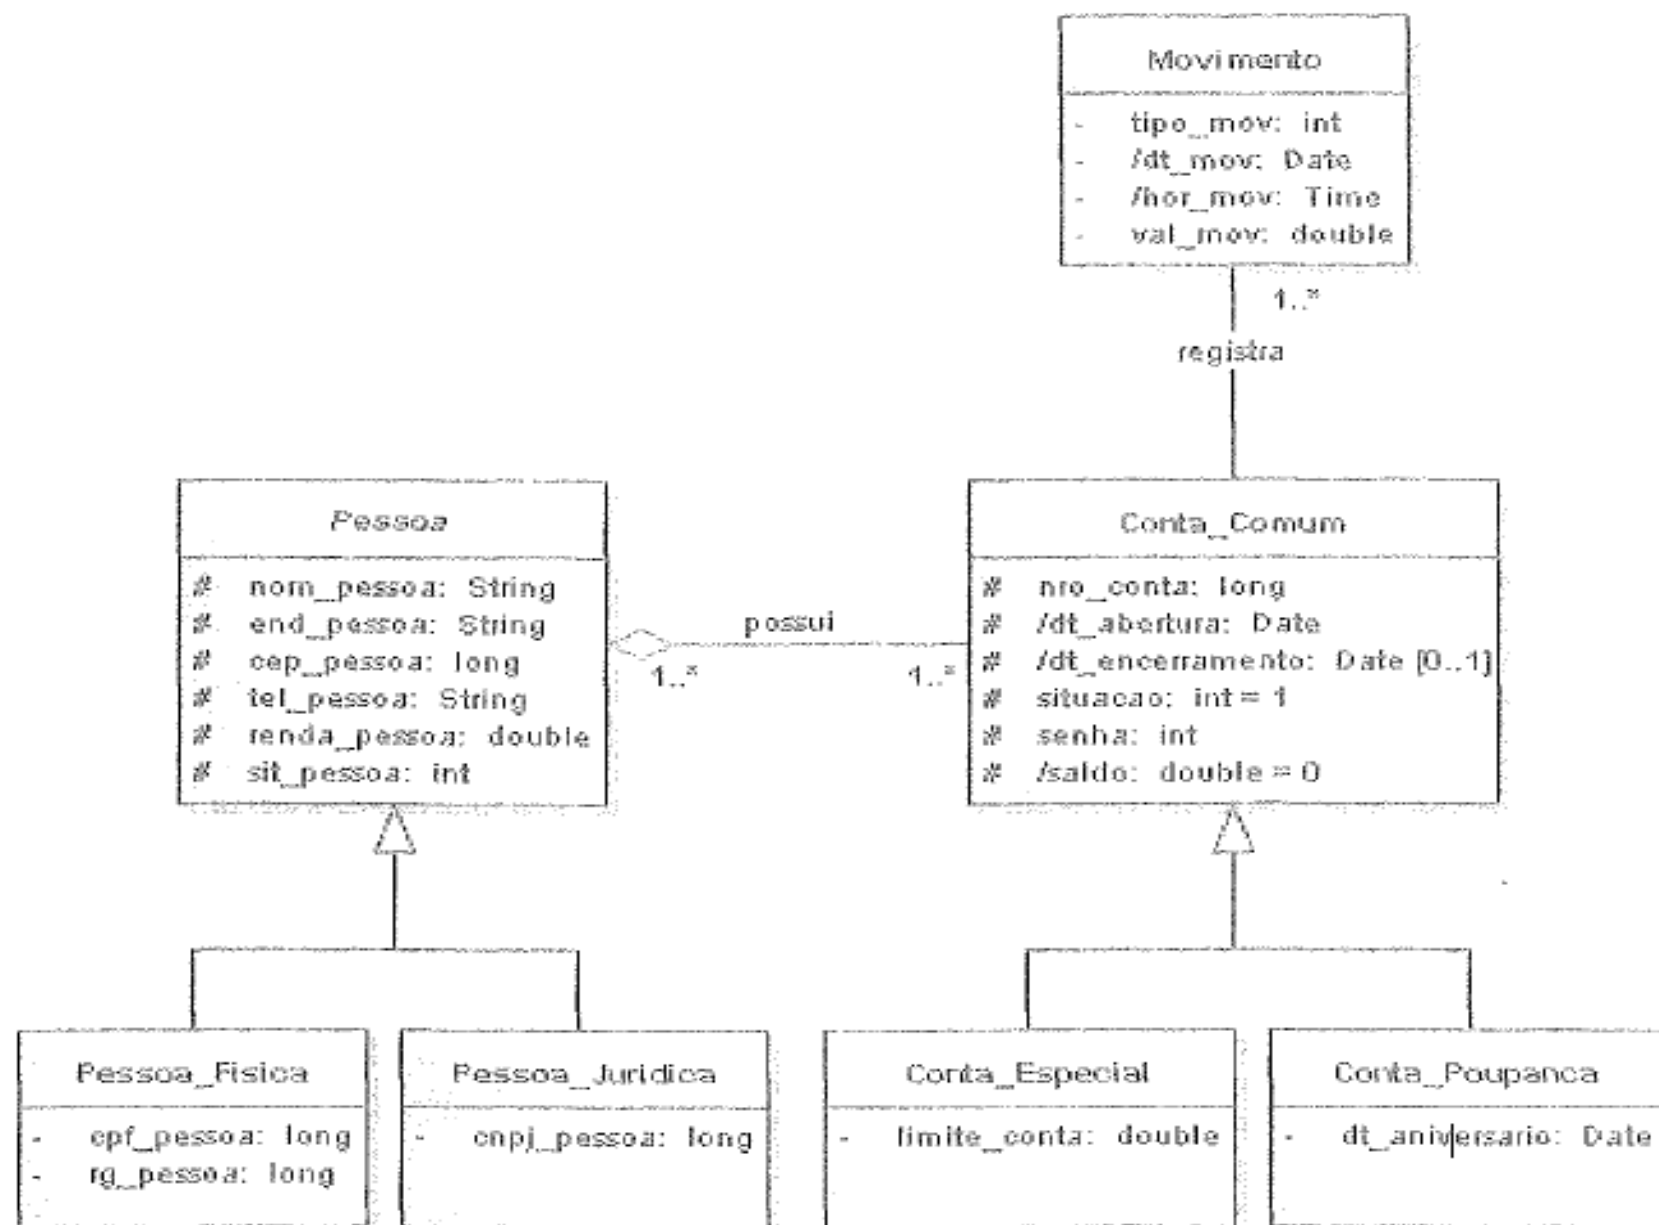 Movimento
- tipo_mov: int
- /dt_mov: Date
- /hor_mov: Time
- val_mov: double
1..*
registra
Pessoa
# nom_pessoa: String
# end_pessoa: String
# cep_pessoa: long
# tel_pessoa: String
# renda_pessoa: double
# sit_pessoa: int
possui
1..*
1..*
Conta_Comum
# nro_conta: long
# /dt_abertura: Date
# /dt_encerramento: Date [0..1]
# situacao: int = 1
# senha: int
# /saldo: double = 0
Pessoa_Fisica
- cpf_pessoa: long
- rg_pessoa: long
Pessoa_Juridica
- cnpj_pessoa: long
Conta_Especial
- limite_conta: double
Conta_Poupanca
- dt_aniversario: Date